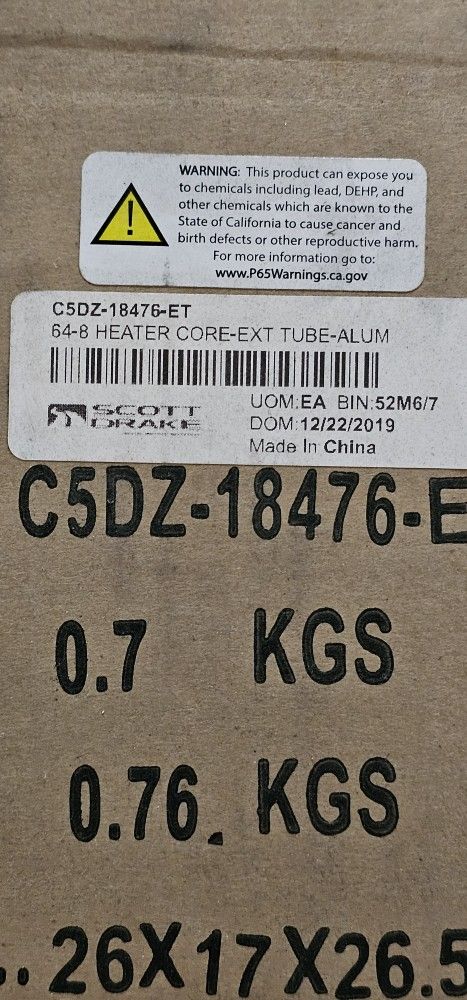 WARNING: This product can expose you
to chemicals including lead, DEHP, and
other chemicals which are known to the
State of California to cause cancer and
birth defects or other reproductive harm.
For more information go to:
www.P65Warnings.ca.gov
C5DZ-18476-ET
64-8 HEATER CORE-EXT TUBE-ALUM
SCOTT
DRAKE
UOM:EA BIN:52M6/7
DOM:12/22/2019
Made In China
C5DZ-18476-E
0.7 KGS
0.76. KGS
.. 26X17X26.5